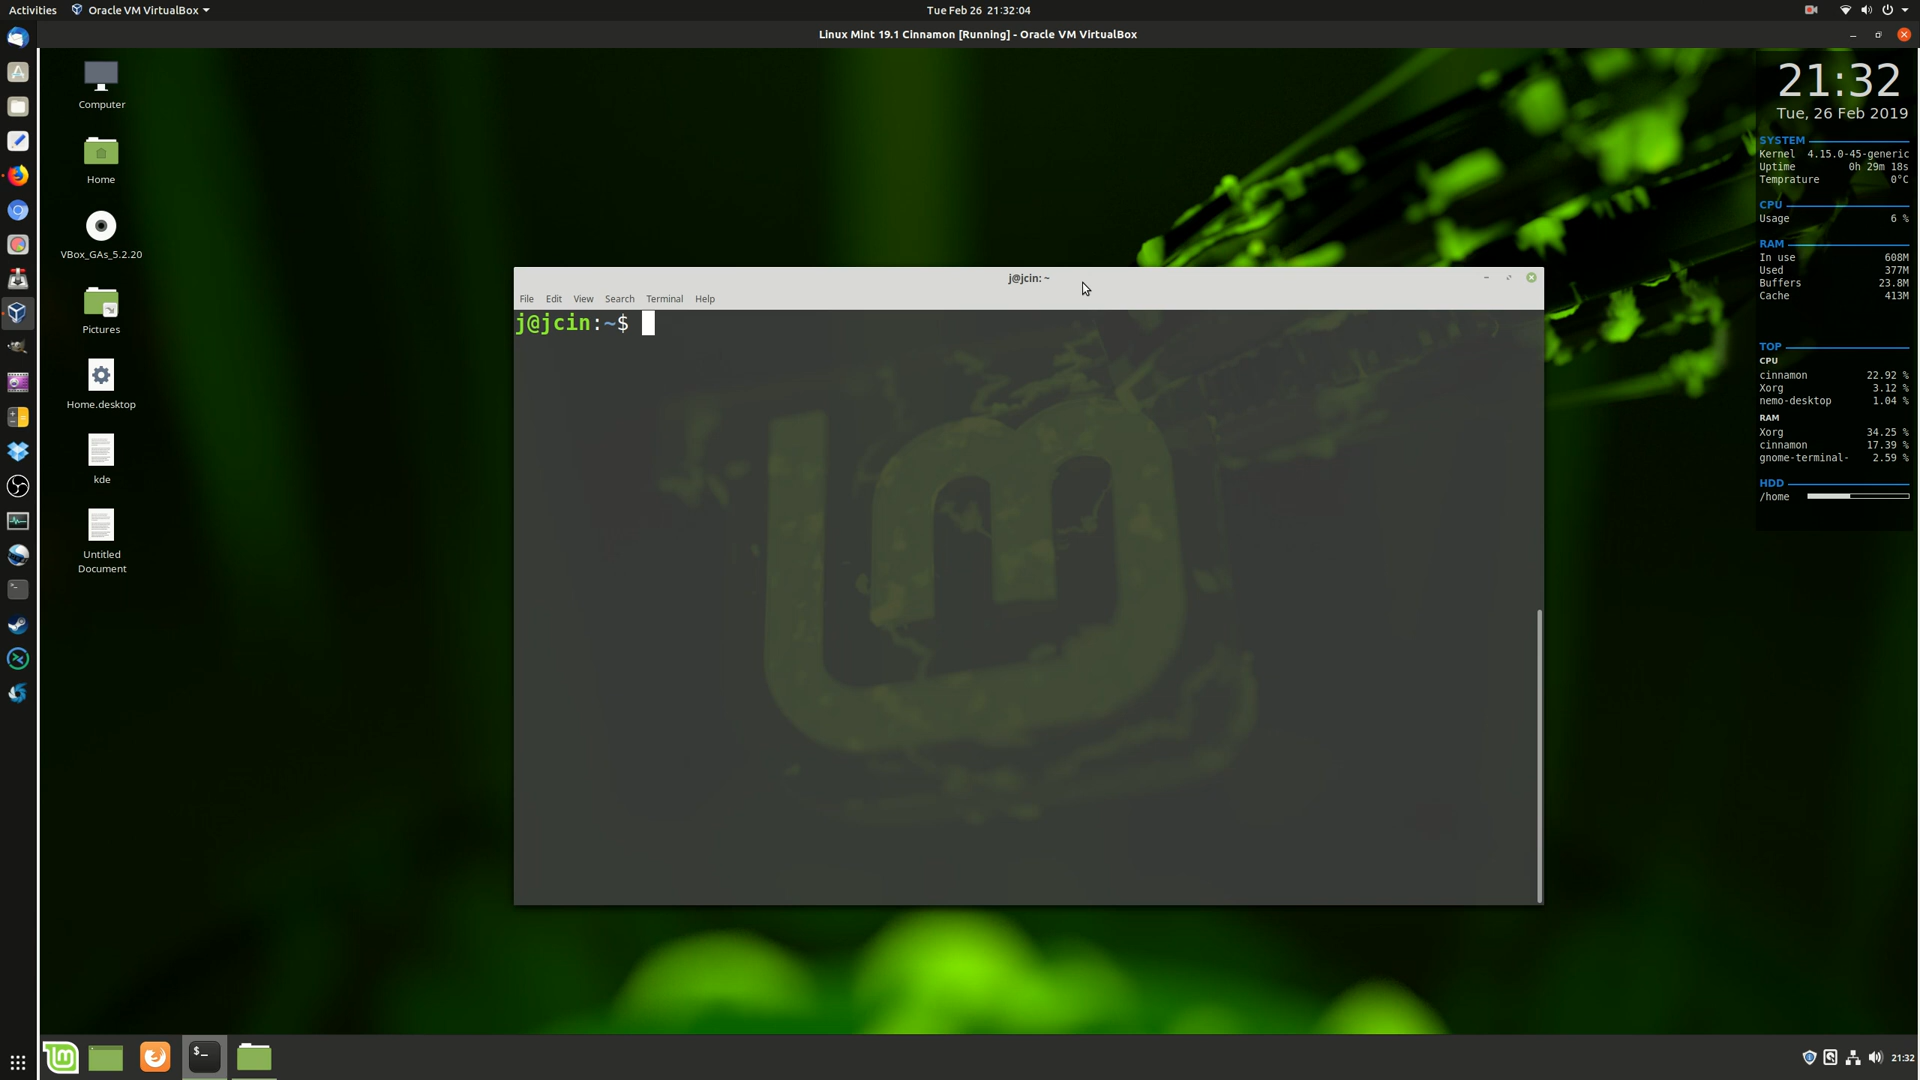 Activities
Oracle VM VirtualBox
Tue Feb 26 21:32:04
Linux Mint 19.1 Cinnamon [Running] - Oracle VM VirtualBox
Computer
Home
VBox_GAs_5.2.20
Pictures
Home.desktop
kde
Untitled
Document
j@jcin: ~
File Edit View Search Terminal Help
j@jcin:~$
21:32
Tue, 26 Feb 2019
SYSTEM
Kernel 4.15.0-45-generic
Uptime 0h 29m 18s
Temprature 0°C
CPU
Usage 6 %
RAM
In use 608M
Used 377M
Buffers 23.8M
Cache 413M
TOP
CPU
cinnamon 22.92 %
Xorg 3.12 %
nemo-desktop 1.04 %
RAM
Xorg 34.25 %
cinnamon 17.39 %
gnome-terminal- 2.59 %
HDD
/home
$_
21:32